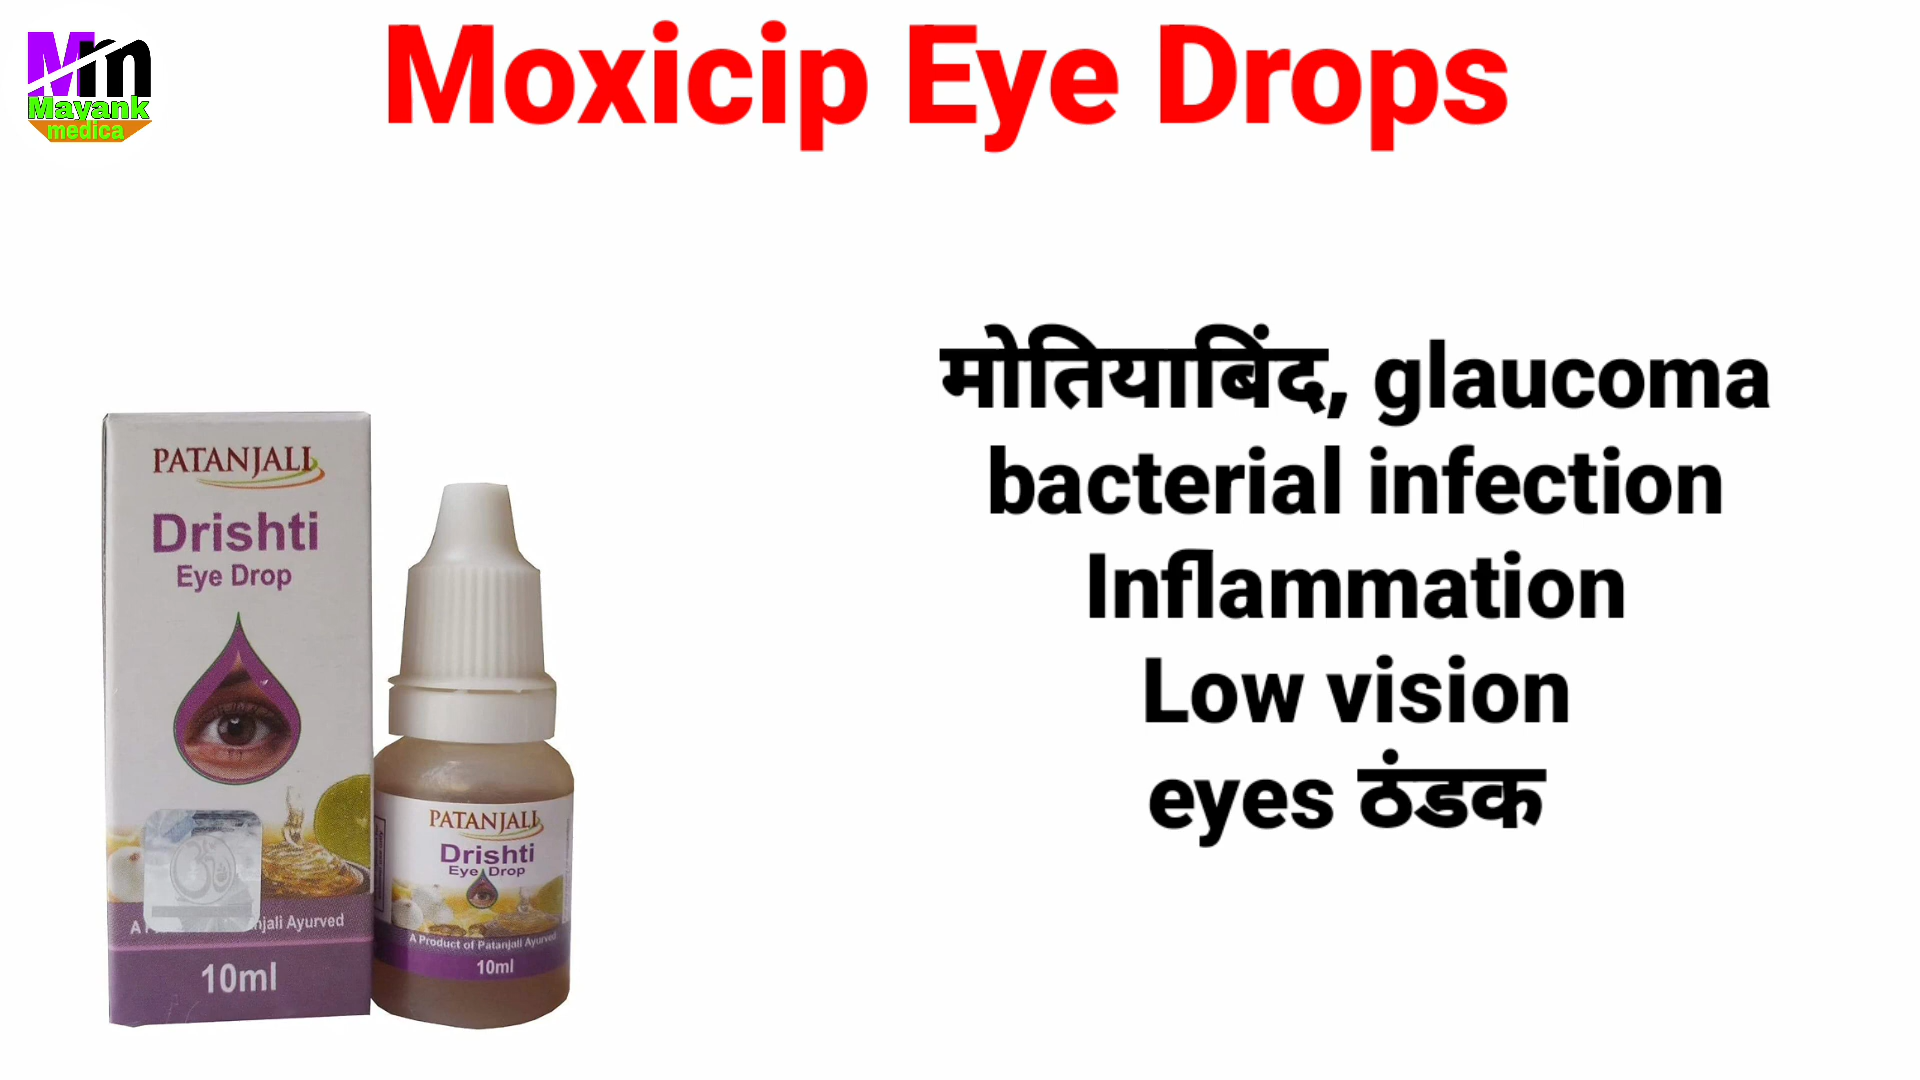 Mm
Mayank
medica
Moxicip Eye Drops
मोतियाबिंद, glaucoma
bacterial infection
Inflammation
Low vision
eyes ठंडक
PATANJALI
Drishti
Eye Drop
njali Ayurved
10ml
PATANJALI
Drishti
Eye Drop
A Product of Patanjali Ayurved
10ml